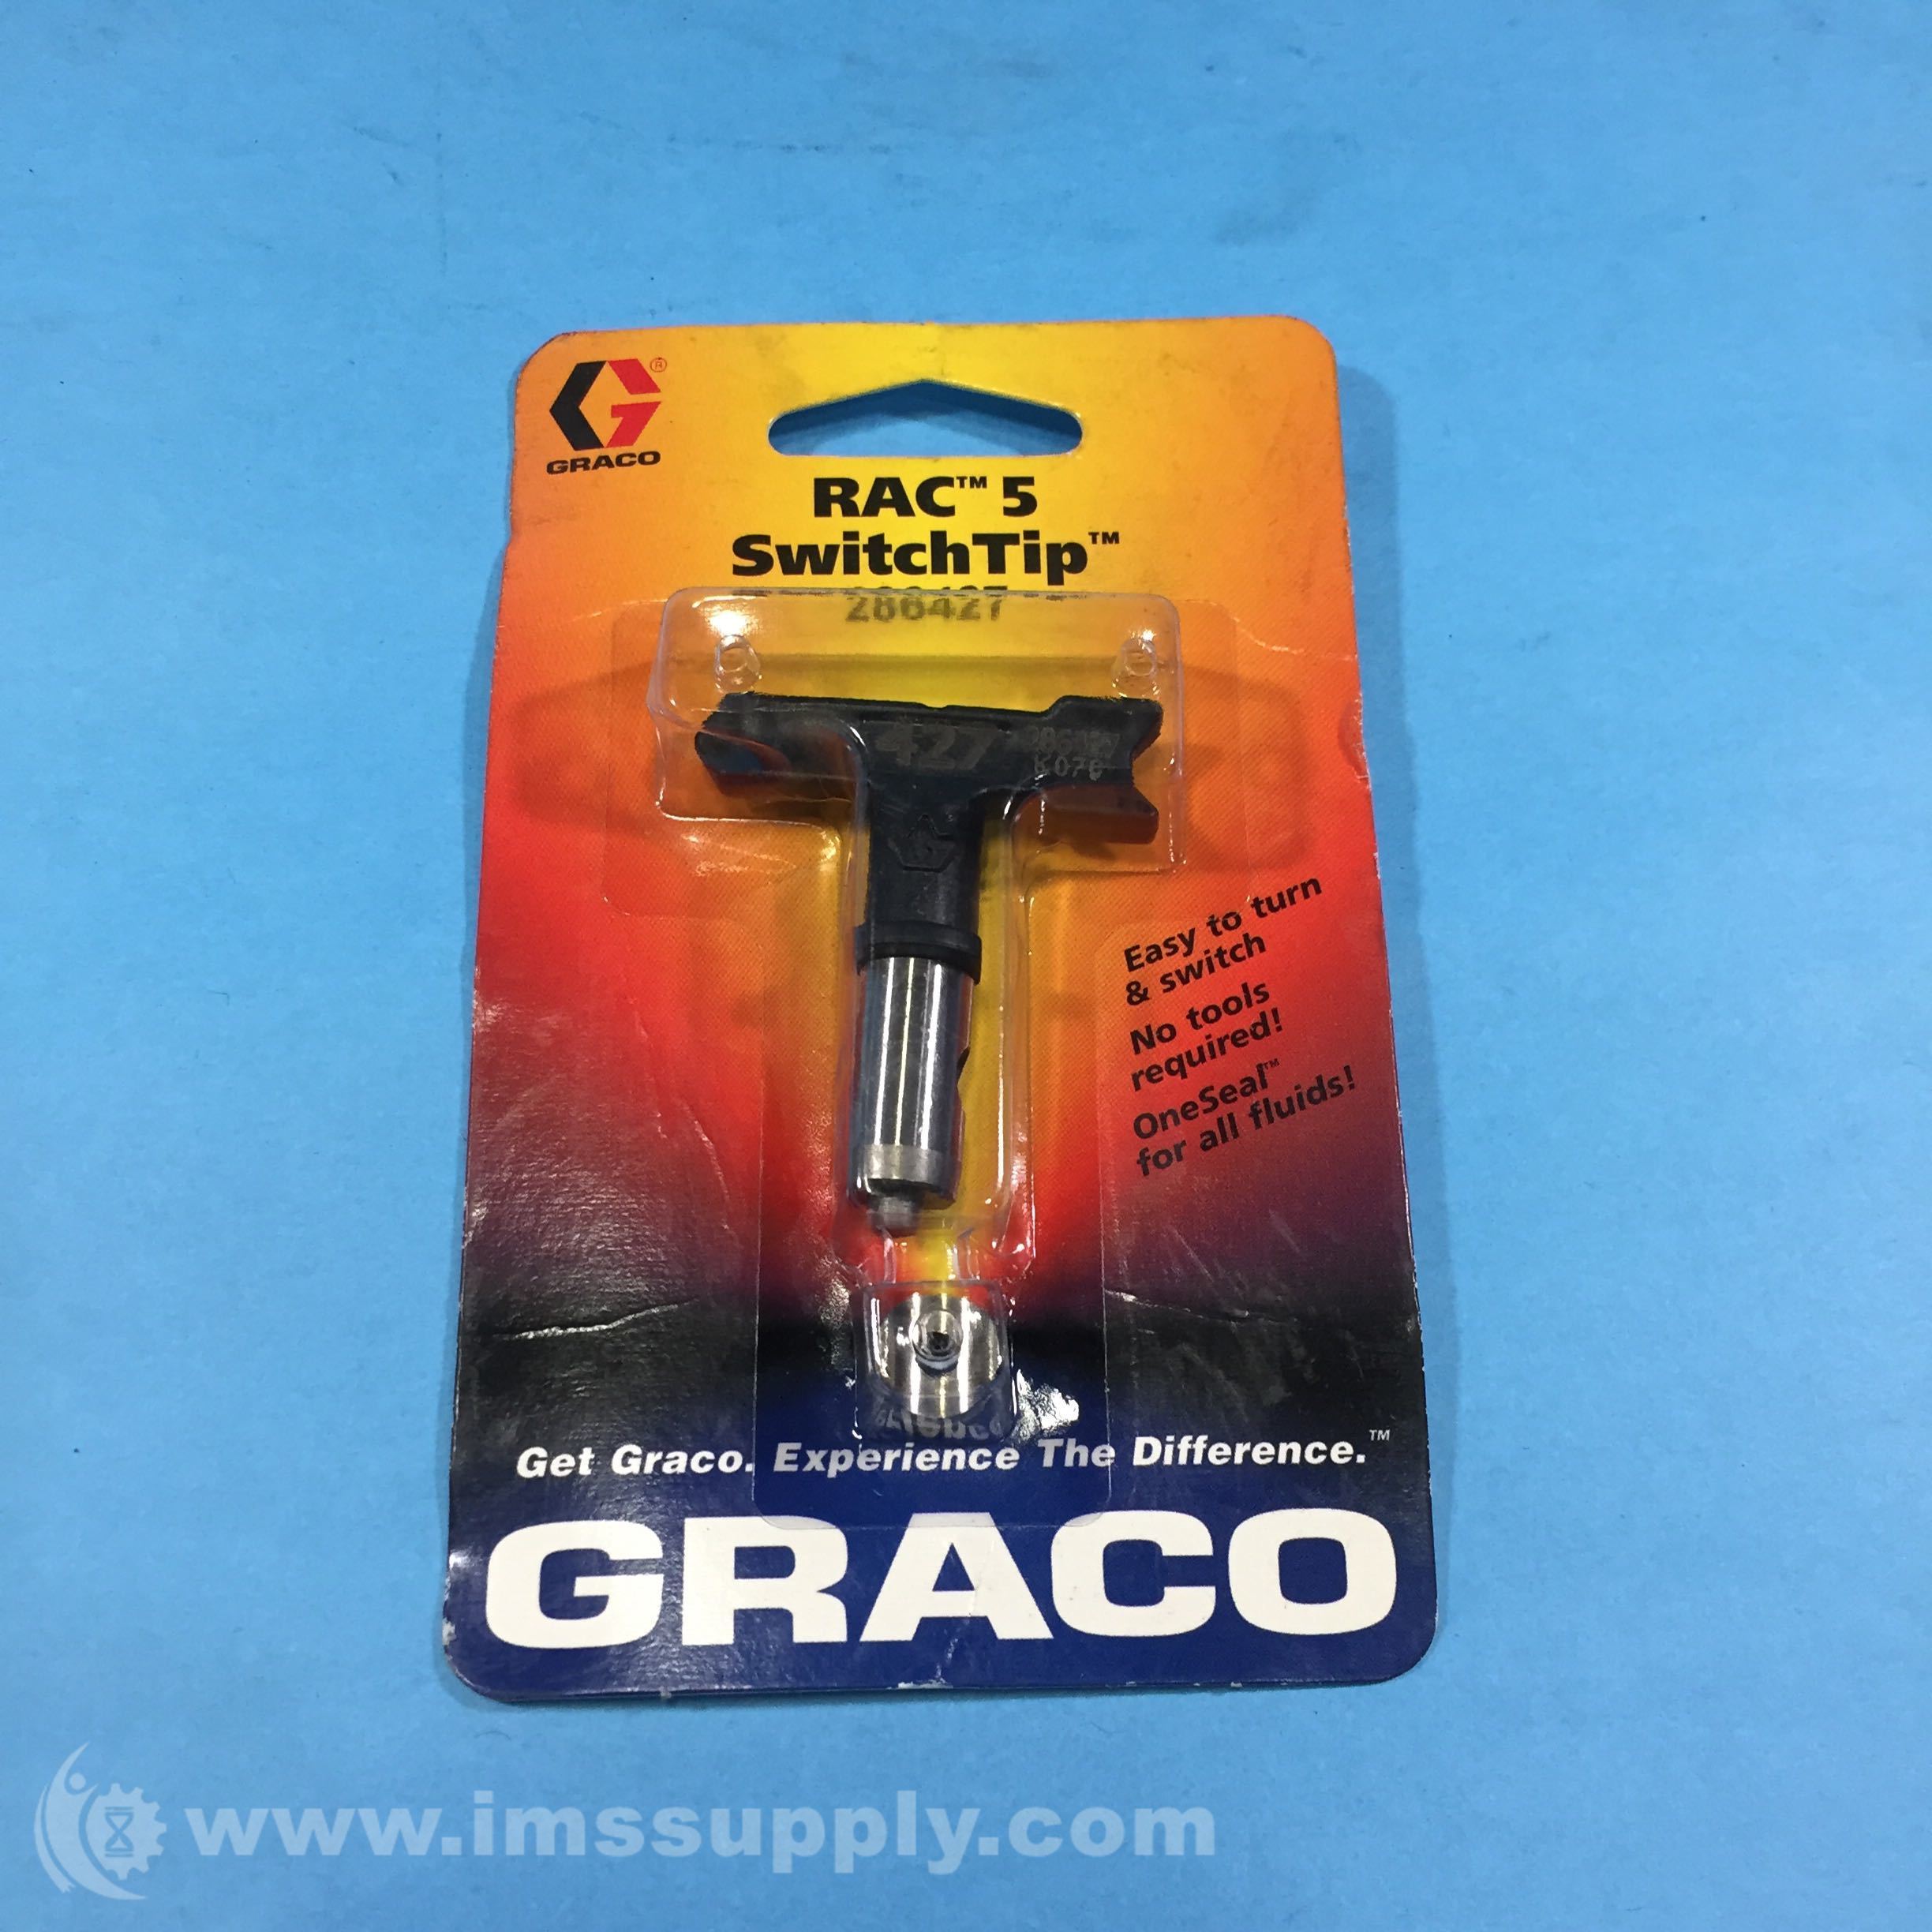 GRACO
RAC™ 5
SwitchTip™
286427
427
K07
Easy to turn
& switch
No tools
required!
OneSeal™
for all fluids!
Get Graco. Experience The Difference.™
GRACO
www.imssupply.com